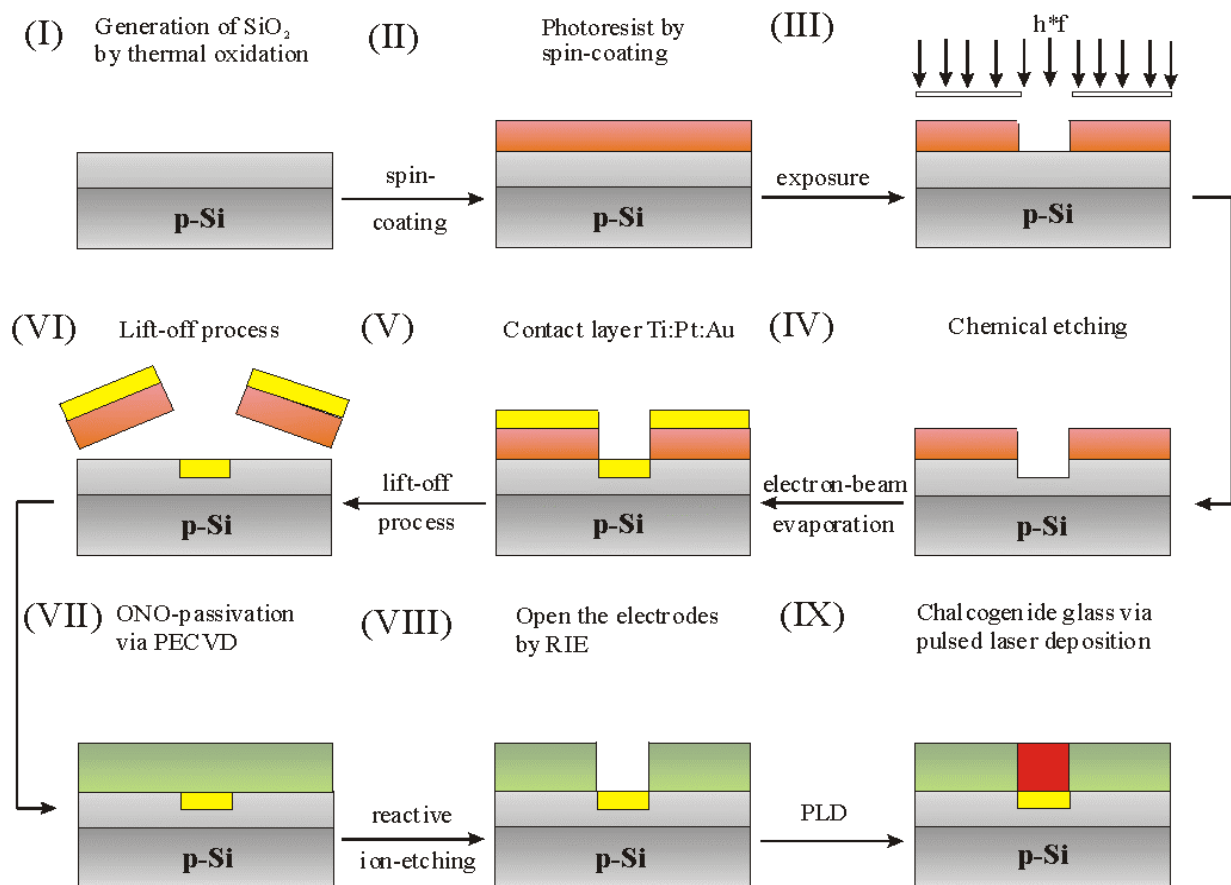 (I)
Generation of SiO₂
by thermal oxidation
(II)
Photoresist by
spin-coating
(III)
h*f
p-Si
spin-
coating
p-Si
exposure
p-Si
(VI)
Lift-off process
(V)
Contact layer Ti:Pt:Au
(IV)
Chemical etching
p-Si
lift-off
process
p-Si
electron-beam
evaporation
p-Si
(VII)
ONO-passivation
via PECVD
(VIII)
Open the electrodes
by RIE
(IX)
Chalcogenide glass via
pulsed laser deposition
p-Si
reactive
ion-etching
p-Si
PLD
p-Si